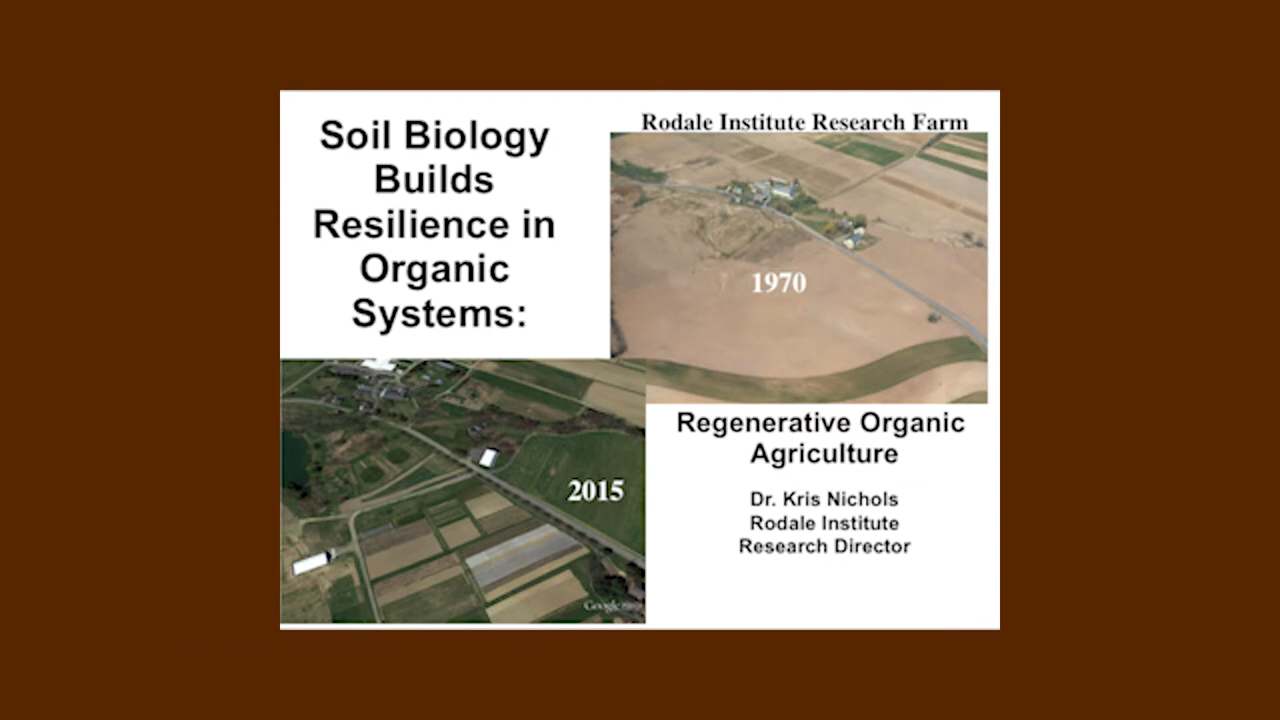 Soil Biology
Builds
Resilience in
Organic
Systems:
Rodale Institute Research Farm
1970
2015
Google
Regenerative Organic
Agriculture
Dr. Kris Nichols
Rodale Institute
Research Director